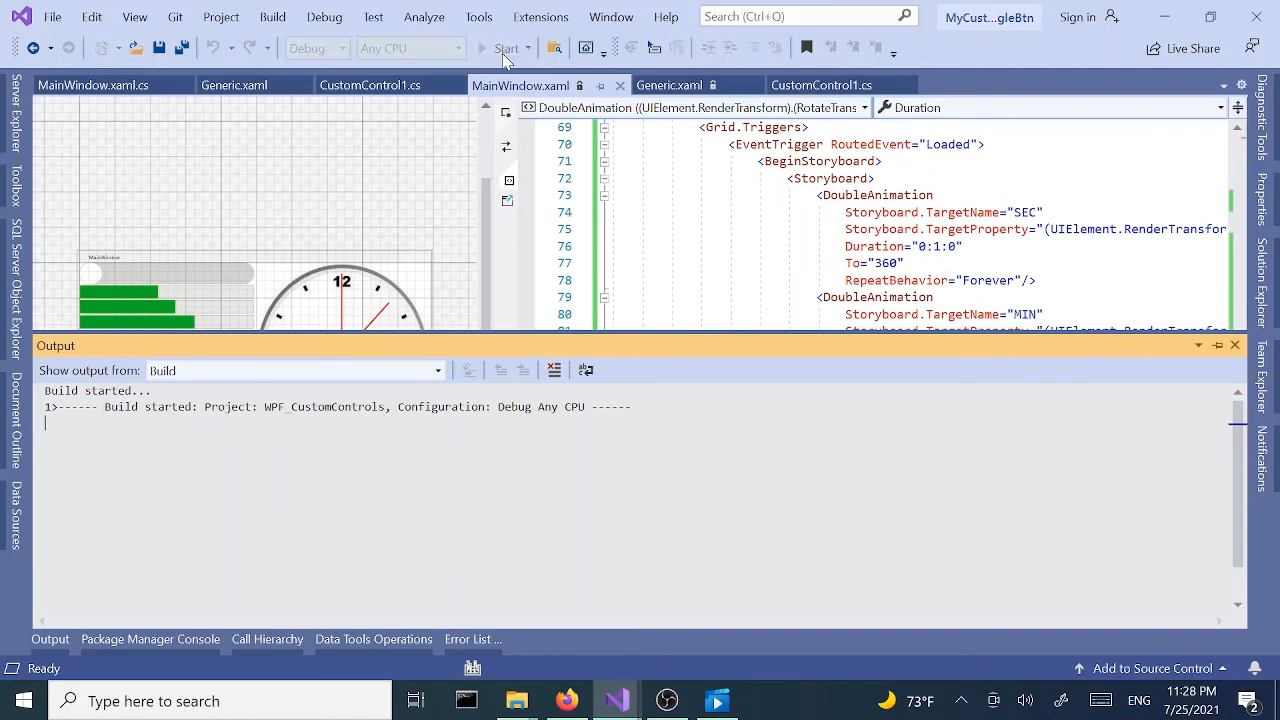 File Edit View Git Project Build Debug Test Analyze Tools Extensions Window Help Search (Ctrl+Q) MyCust...gleBtn Sign in
Debug Any CPU Start Live Share
MainWindow.xaml.cs Generic.xaml CustomControl1.cs MainWindow.xaml Generic.xaml CustomControl1.cs
DoubleAnimation ((UIElement.RenderTransform).(RotateTrans Duration
69 <Grid.Triggers>
70 <EventTrigger RoutedEvent="Loaded">
71 <BeginStoryboard>
72 <Storyboard>
73 <DoubleAnimation
74 Storyboard.TargetName="SEC"
75 Storyboard.TargetProperty="(UIElement.RenderTransfor
76 Duration="0:1:0"
77 To="360"
78 RepeatBehavior="Forever"/>
79 <DoubleAnimation
80 Storyboard.TargetName="MIN"
81 Storyboard.TargetProperty="(UIElement.RenderTransfor
MainWindow
12
Server Explorer
Toolbox
SQL Server Object Explorer
Document Outline
Data Sources
Diagnostic Tools
Properties
Solution Explorer
Team Explorer
Notifications
Output
Show output from: Build
Build started...
1>------ Build started: Project: WPF_CustomControls, Configuration: Debug Any CPU ------
Output Package Manager Console Call Hierarchy Data Tools Operations Error List ...
Ready Add to Source Control
Type here to search 73°F ENG
:28 PM
7/25/2021
2